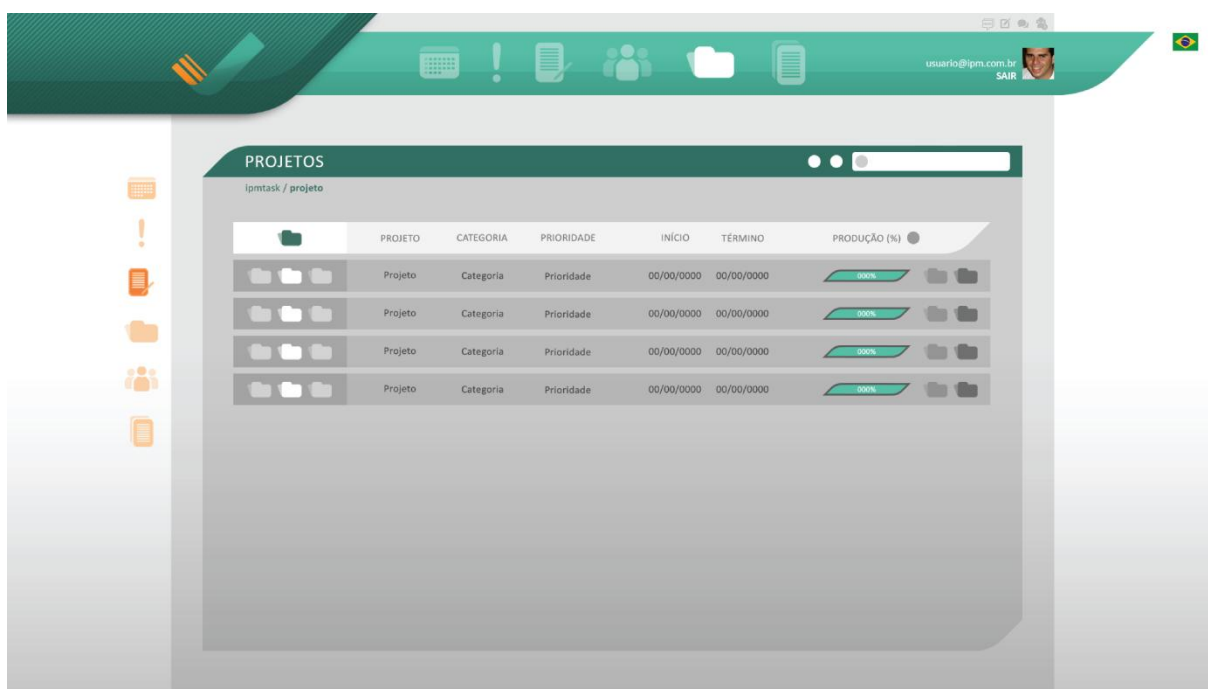 usuario@ipm.com.br
SAIR
PROJETOS
ipmtask / projeto
PROJETO CATEGORIA PRIORIDADE INÍCIO TÉRMINO PRODUÇÃO (%)
Projeto Categoria Prioridade 00/00/0000 00/00/0000 000%
Projeto Categoria Prioridade 00/00/0000 00/00/0000 000%
Projeto Categoria Prioridade 00/00/0000 00/00/0000 000%
Projeto Categoria Prioridade 00/00/0000 00/00/0000 000%